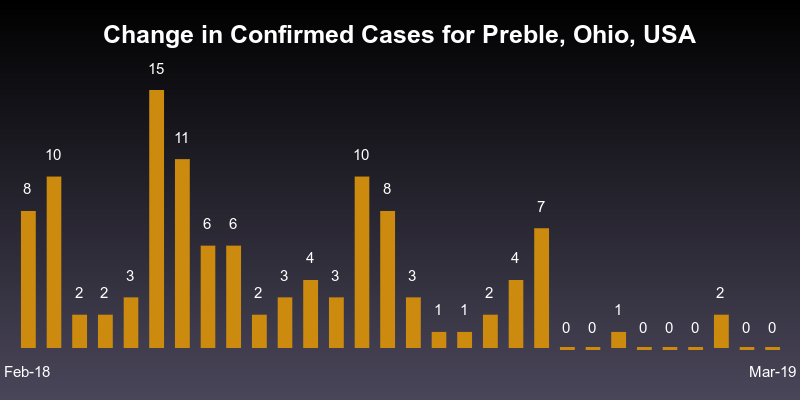 Change in Confirmed Cases for Preble, Ohio, USA
8 10 2 2 3 15 11 6 6 2 3 4 3 10 8 3 1 1 2 4 7 0 0 1 0 0 0 2 0 0
Feb-18 Mar-19